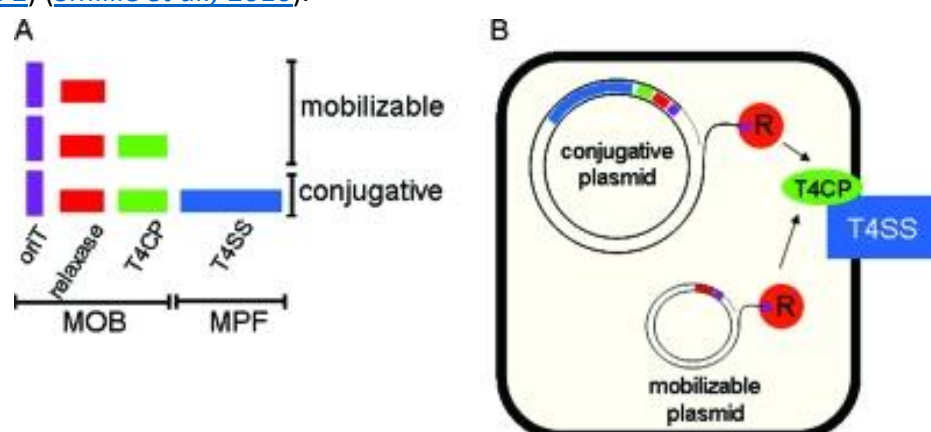 A
mobilizable
conjugative
oriT
relaxase
T4CP
T4SS
MOB
MPF
B
conjugative
plasmid
R
T4CP
T4SS
R
mobilizable
plasmid